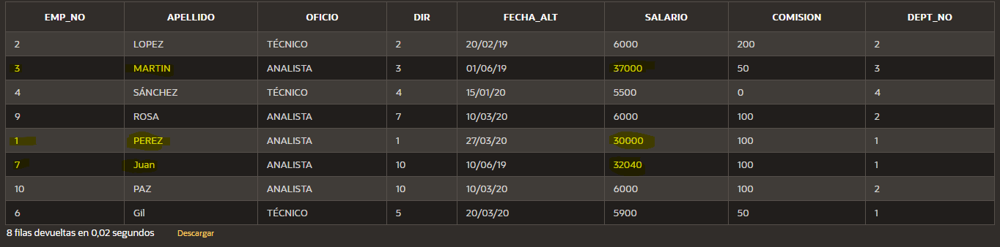 EMP_NO APELLIDO OFICIO DIR FECHA_ALT SALARIO COMISION DEPT_NO
2 LOPEZ TÉCNICO 2 20/02/19 6000 200 2
3 MARTIN ANALISTA 3 01/06/19 37000 50 3
4 SÁNCHEZ TÉCNICO 4 15/01/20 5500 0 4
9 ROSA ANALISTA 7 10/03/20 6000 100 2
1 PEREZ ANALISTA 1 27/03/20 30000 100 1
7 Juan ANALISTA 10 10/06/19 32040 100 1
10 PAZ ANALISTA 10 10/03/20 6000 100 2
6 Gil TÉCNICO 5 20/03/20 5900 50 1
8 filas devueltas en 0,02 segundos Descargar